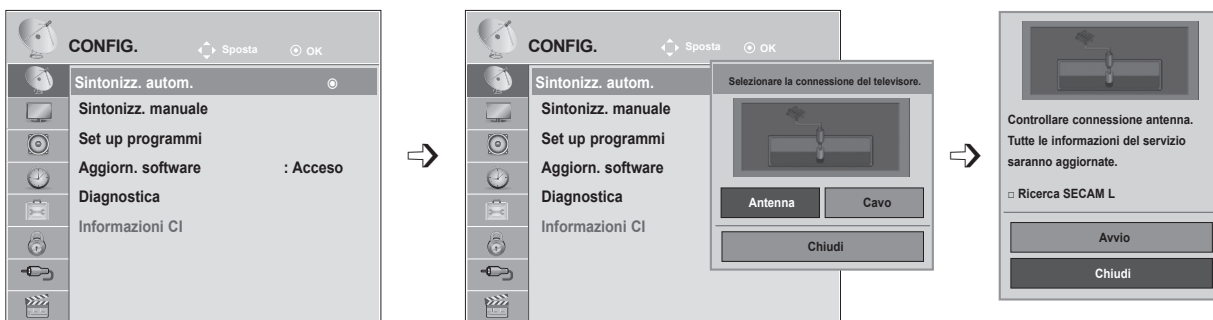 CONFIG. Sposta OK
Sintonizz. autom.
Sintonizz. manuale
Set up programmi
Aggiorn. software : Acceso
Diagnostica
Informazioni CI
CONFIG. Sposta OK
Sintonizz. autom.
Sintonizz. manuale
Set up programmi
Aggiorn. software
Diagnostica
Informazioni CI
Selezionare la connessione del televisore.
Antenna Cavo
Chiudi
Controllare connessione antenna.
Tutte le informazioni del servizio
saranno aggiornate.
□ Ricerca SECAM L
Avvio
Chiudi